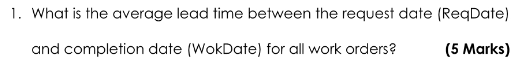 1. What is the average lead time between the request date (ReqDate)
and completion date (WokDate) for all work orders? (5 Marks)